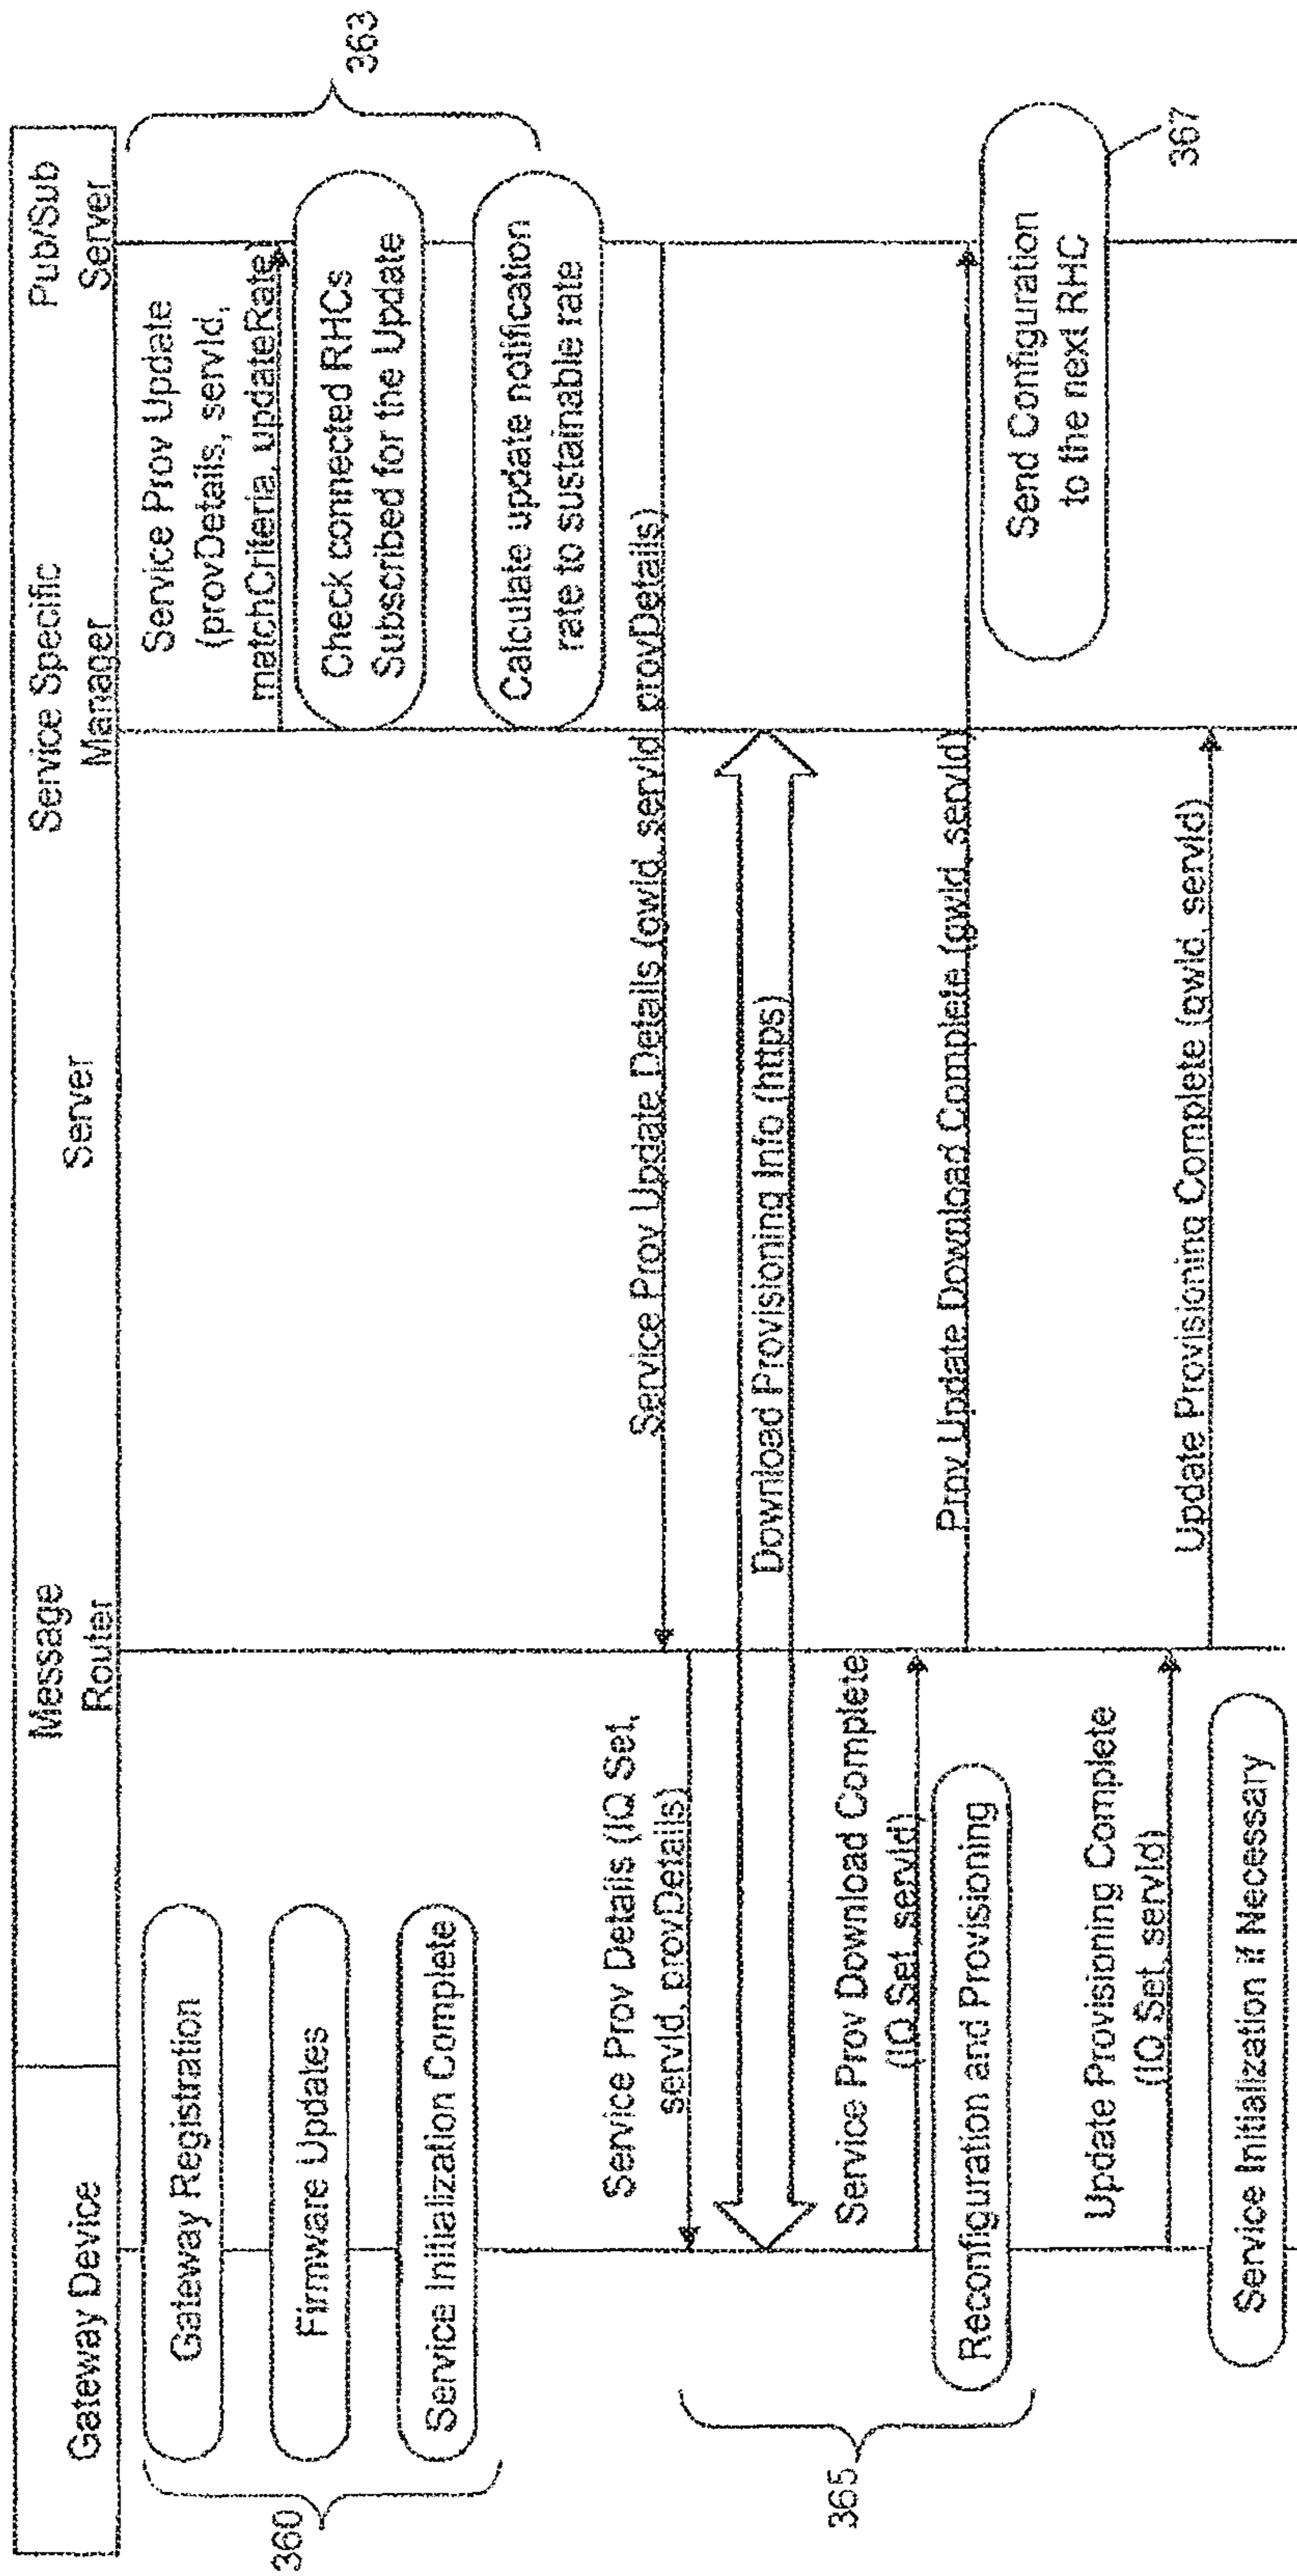 Gateway Device
Message
Router
Server
Service Specific
Manager
Pub/Sub
Server
360
Gateway Registration
Firmware Updates
Service Initialization Complete
363
Service Prov Update
(provDetails, servId,
matchCriteria, updateRate)
Check connected RHCs
Subscribed for the Update
Calculate update notification
rate to sustainable rate
Service Prov Update Details (gwId, servId, provDetails)
Service Prov Details (IQ Set,
servId, provDetails)
Download Provisioning Info (https)
365
Service Prov Download Complete
(IQ Set, servId)
Prov Update Download Complete (gwId, servId)
Reconfiguration and Provisioning
Send Configuration
to the next RHC
367
Update Provisioning Complete
(IQ Set, servId)
Update Provisioning Complete (gwId, servId)
Service Initialization if Necessary